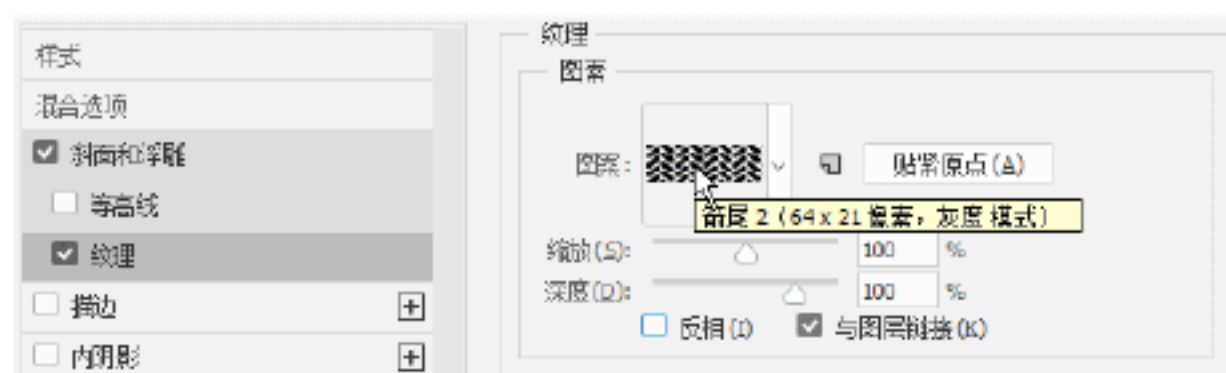 样式
混合选项
斜面和浮雕
等高线
纹理
描边
内阴影
纹理
图素
图案:
贴紧原点(A)
箭尾 2 (64 x 21 像素, 灰度 模式)
缩放(S): 100 %
深度(D): 100 %
反相(I) 与图层链接(K)